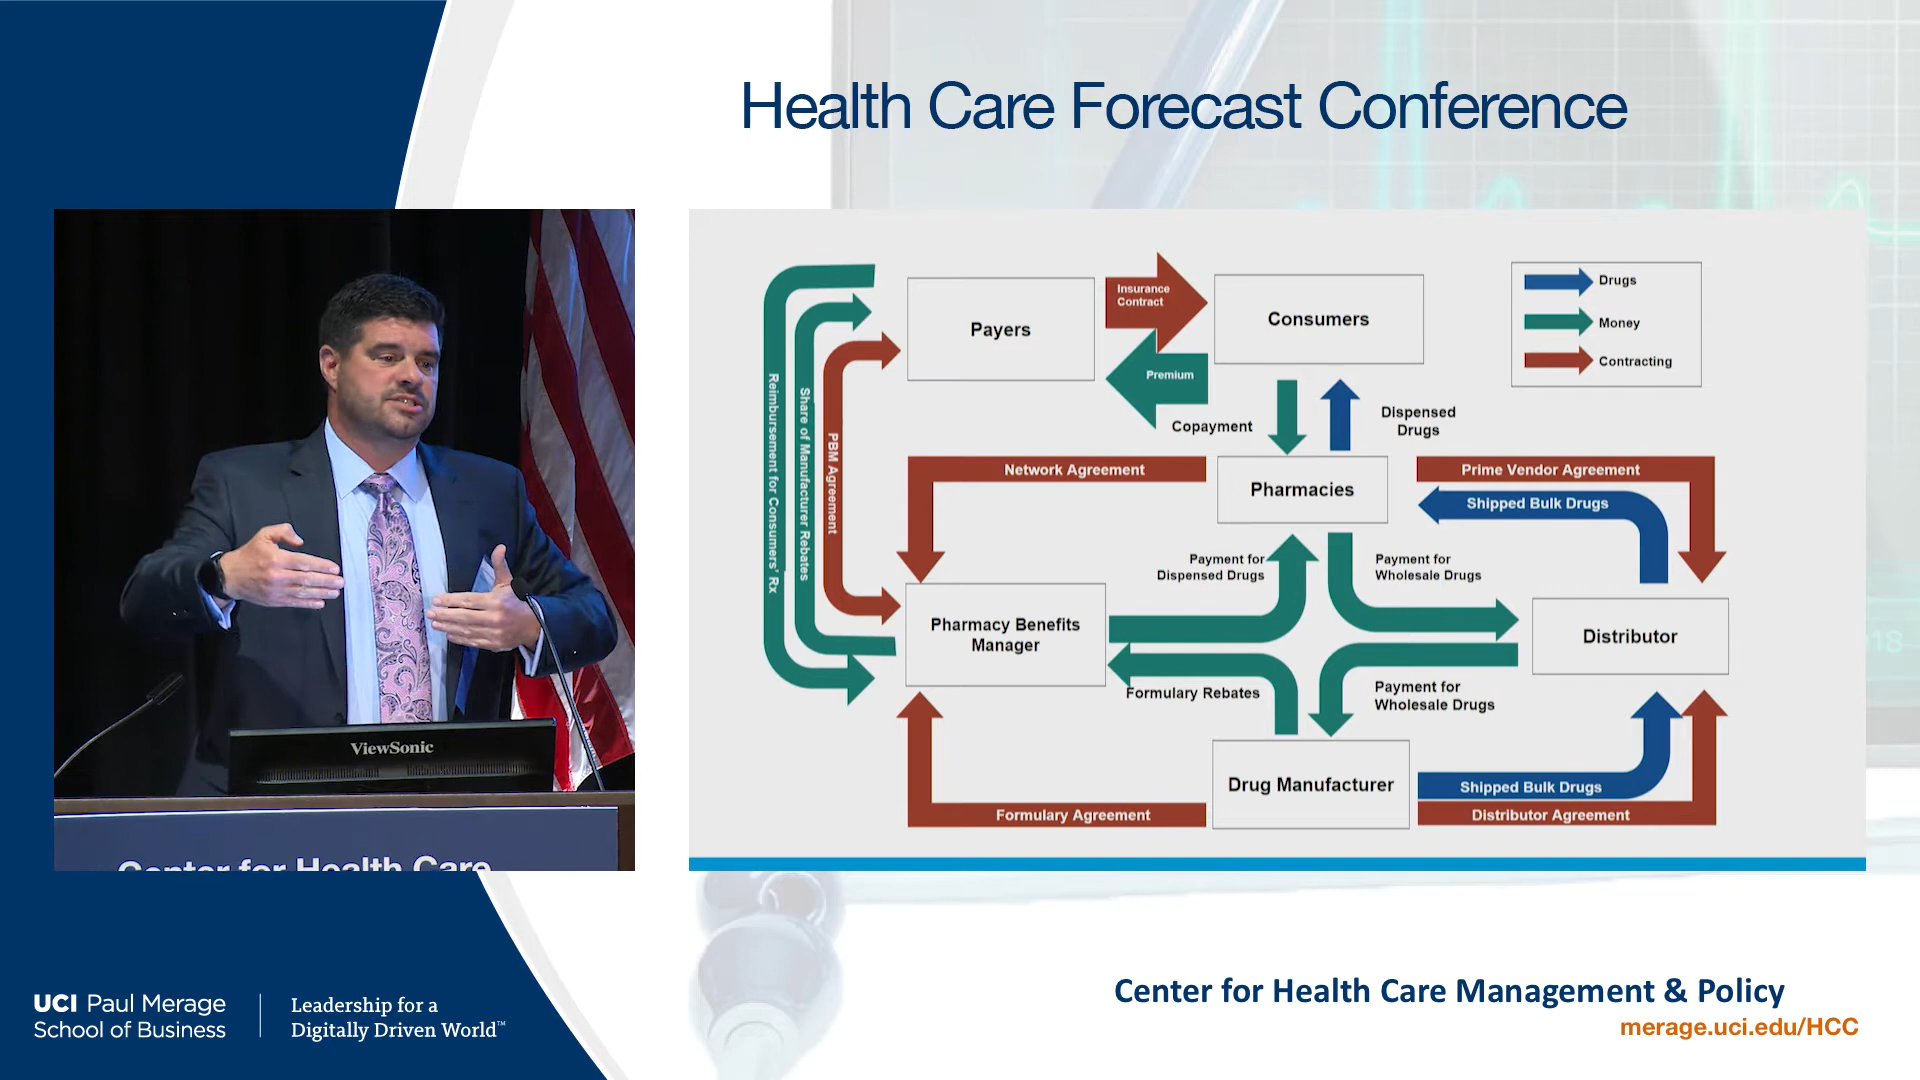 Health Care Forecast Conference
ViewSonic
Center for Health Care
Payers
Insurance
Contract
Premium
Consumers
Drugs
Money
Contracting
Copayment
Dispensed
Drugs
Reimbursement for Consumers' Rx
Share of Manufacturer Rebates
PBM Agreement
Network Agreement
Pharmacies
Prime Vendor Agreement
Shipped Bulk Drugs
Payment for
Dispensed Drugs
Payment for
Wholesale Drugs
Pharmacy Benefits
Manager
Distributor
Formulary Rebates
Payment for
Wholesale Drugs
Drug Manufacturer
Shipped Bulk Drugs
Formulary Agreement
Distributor Agreement
UCI Paul Merage
School of Business
Leadership for a
Digitally Driven World™
Center for Health Care Management & Policy
merage.uci.edu/HCC